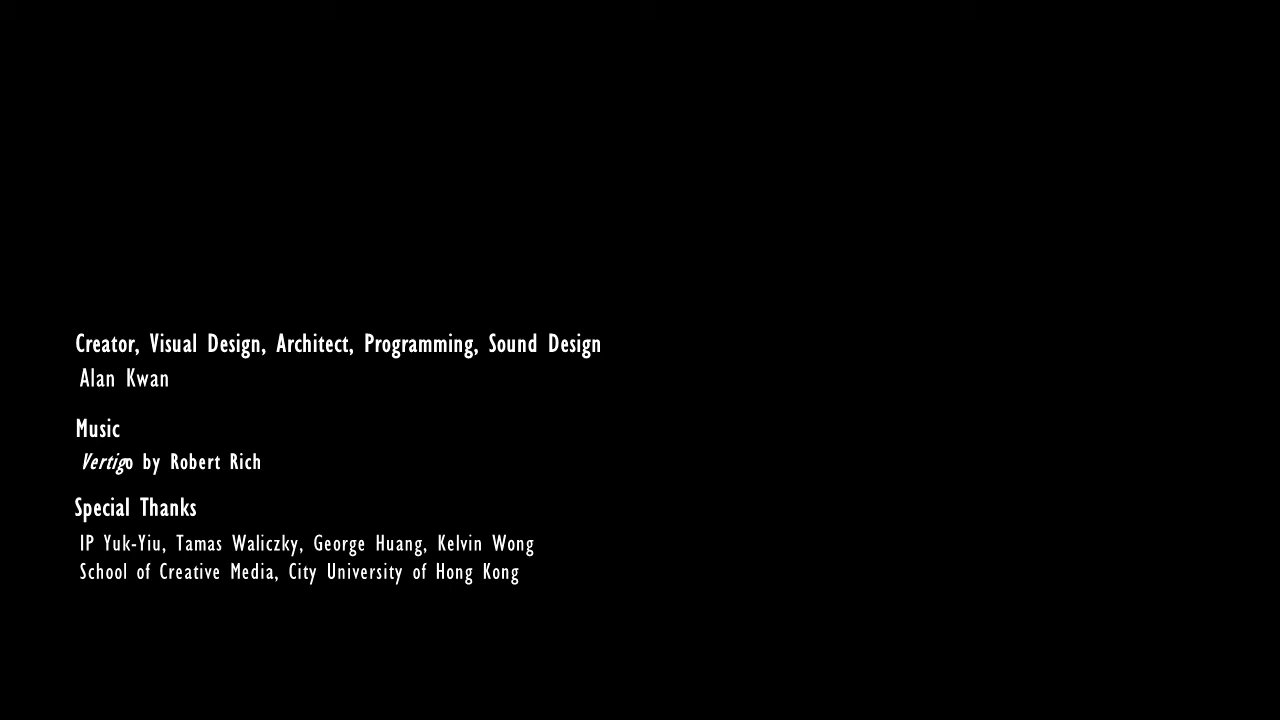 Creator, Visual Design, Architect, Programming, Sound Design
Alan Kwan
Music
Vertigo by Robert Rich
Special Thanks
IP Yuk-Yiu, Tamas Waliczky, George Huang, Kelvin Wong
School of Creative Media, City University of Hong Kong